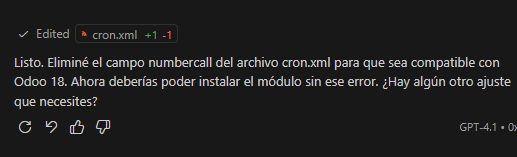 Edited cron.xml +1 -1
Listo. Eliminé el campo numbercall del archivo cron.xml para que sea compatible con
Odoo 18. Ahora deberías poder instalar el módulo sin ese error. ¿Hay algún otro ajuste
que necesites?
GPT-4.1 • 0x